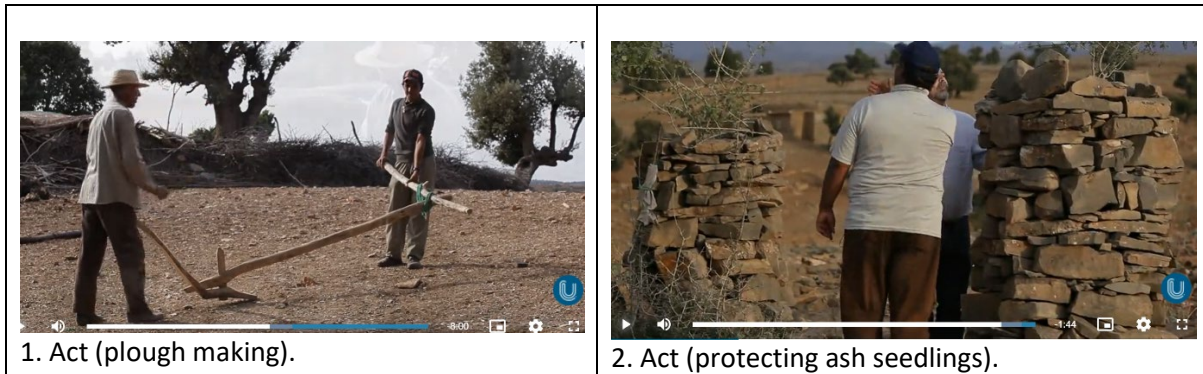 -8:00
1. Act (plough making).
-1:44
2. Act (protecting ash seedlings).